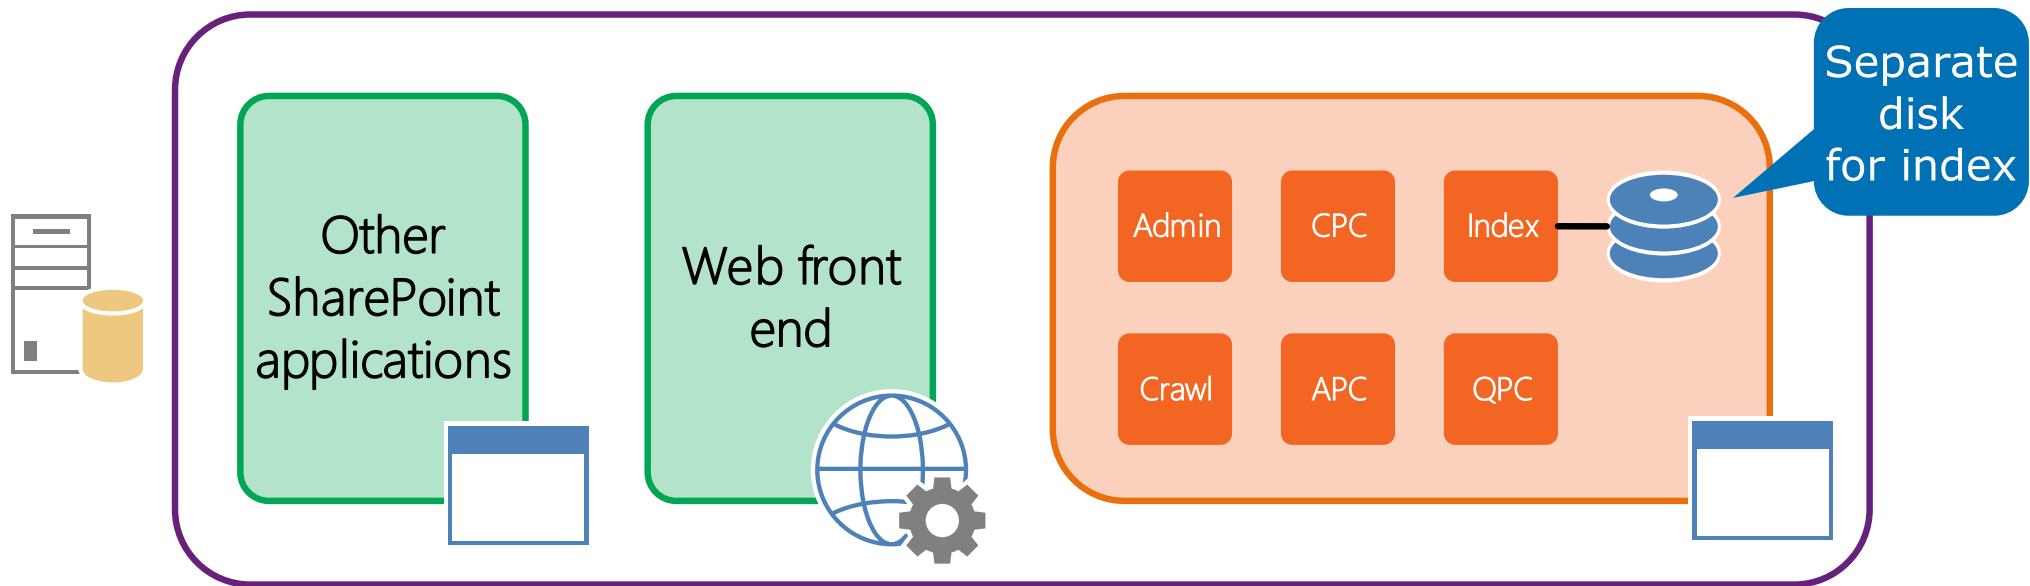 Separate
disk
for index
Other
SharePoint
applications
Web front
end
Admin
CPC
Index
Crawl
APC
QPC